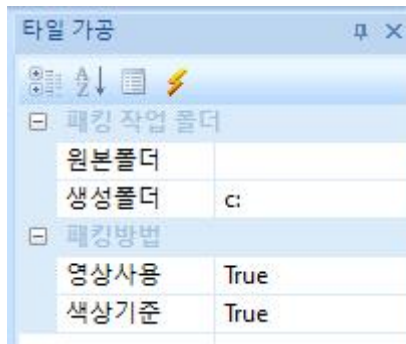 타일 가공
패킹 작업 폴더
원본폴더
생성폴더 c:
패킹방법
영상사용 True
색상기준 True